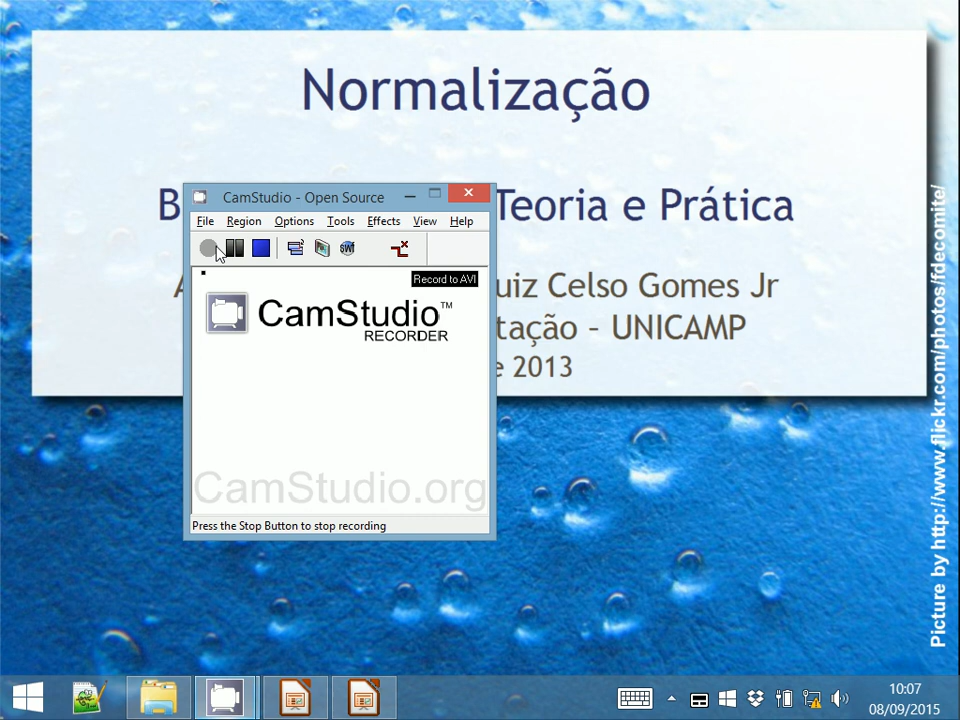 Normalização
B
Teoria e Prática
uiz Celso Gomes Jr
tação – UNICAMP
e 2013
CamStudio - Open Source
File Region Options Tools Effects View Help
Record to AVI
CamStudio™
RECORDER
CamStudio.org
Press the Stop Button to stop recording
Picture by http://www.flickr.com/photos/fdecomite/
10:07
08/09/2015